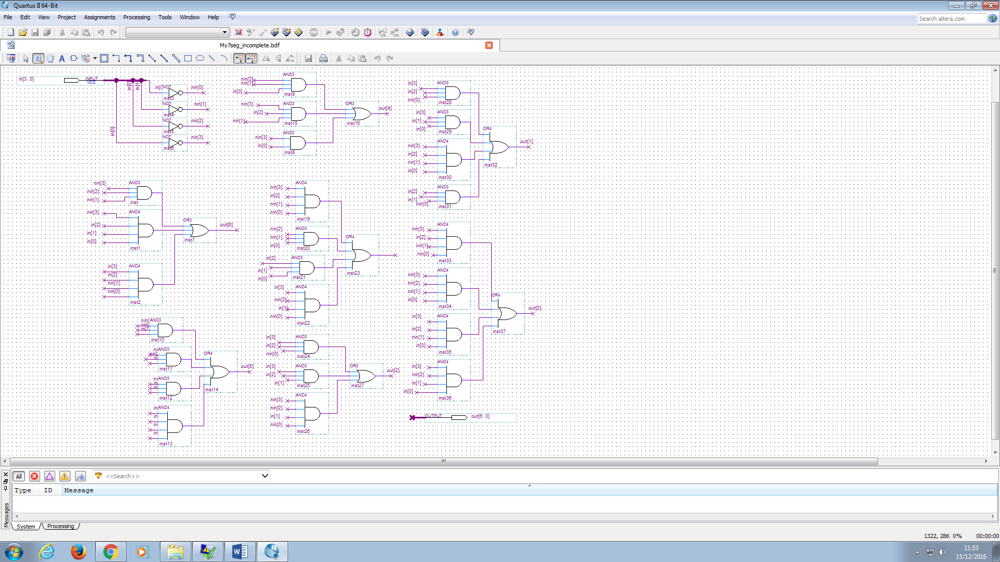 Quartus II 64-Bit
File Edit View Project Assignments Processing Tools Window Help
Search altera.com
My7seg_incomplete.bdf
in[3..0] INPUT VCC
in[2] in[1] in[3]
NOT nin[0] inst3
NOT nin[1] inst4
NOT nin[2] inst5
NOT nin[3] inst6
nin[2] nin[1] in[0] AND3 inst9
nin[3] in[2] nin[1] AND3 inst15
nin[3] in[0] AND2 inst8
OR3 inst16 out[4]
in[3] in[2] nin[0] AND3 inst28
in[3] in[1] in[0] AND3 inst29
nin[3] in[2] nin[1] in[0] AND4 inst30
in[2] in[1] nin[0] AND3 inst31
OR4 inst32 out[1]
nin[3] nin[2] nin[1] AND3 inst
nin[3] in[2] in[1] in[0] AND4 inst1
in[3] in[2] nin[1] nin[0] AND4 inst2
OR3 inst7 out[6]
nin[3] in[2] nin[1] nin[0] AND4 inst19
nin[2] nin[1] in[0] AND3 inst20
in[2] in[1] in[0] AND3 inst21
in[3] nin[2] in[1] nin[0] AND4 inst22
OR4 inst23
nin[3] in[2] nin[1] nin[0] AND4 inst33
nin[3] nin[2] nin[1] in[0] AND4 inst34
in[3] in[2] nin[1] in[0] AND4 inst35
in[3] nin[2] in[1] in[0] AND4 inst36
OR4 inst37 out[0]
AND3 inst10
AND3 inst11
AND3 inst12
AND4 inst13
OR4 inst14 out[5]
in[3] in[2] nin[0] AND3 inst24
in[3] in[2] in[1] AND3 inst25
nin[3] nin[2] in[1] nin[0] AND4 inst26
OR3 inst27 out[2]
OUTPUT out[6..0]
All <<Search>>
Type ID Message
Messages
System Processing
1322, 286 0% 00:00:00
11:53
15/12/2016